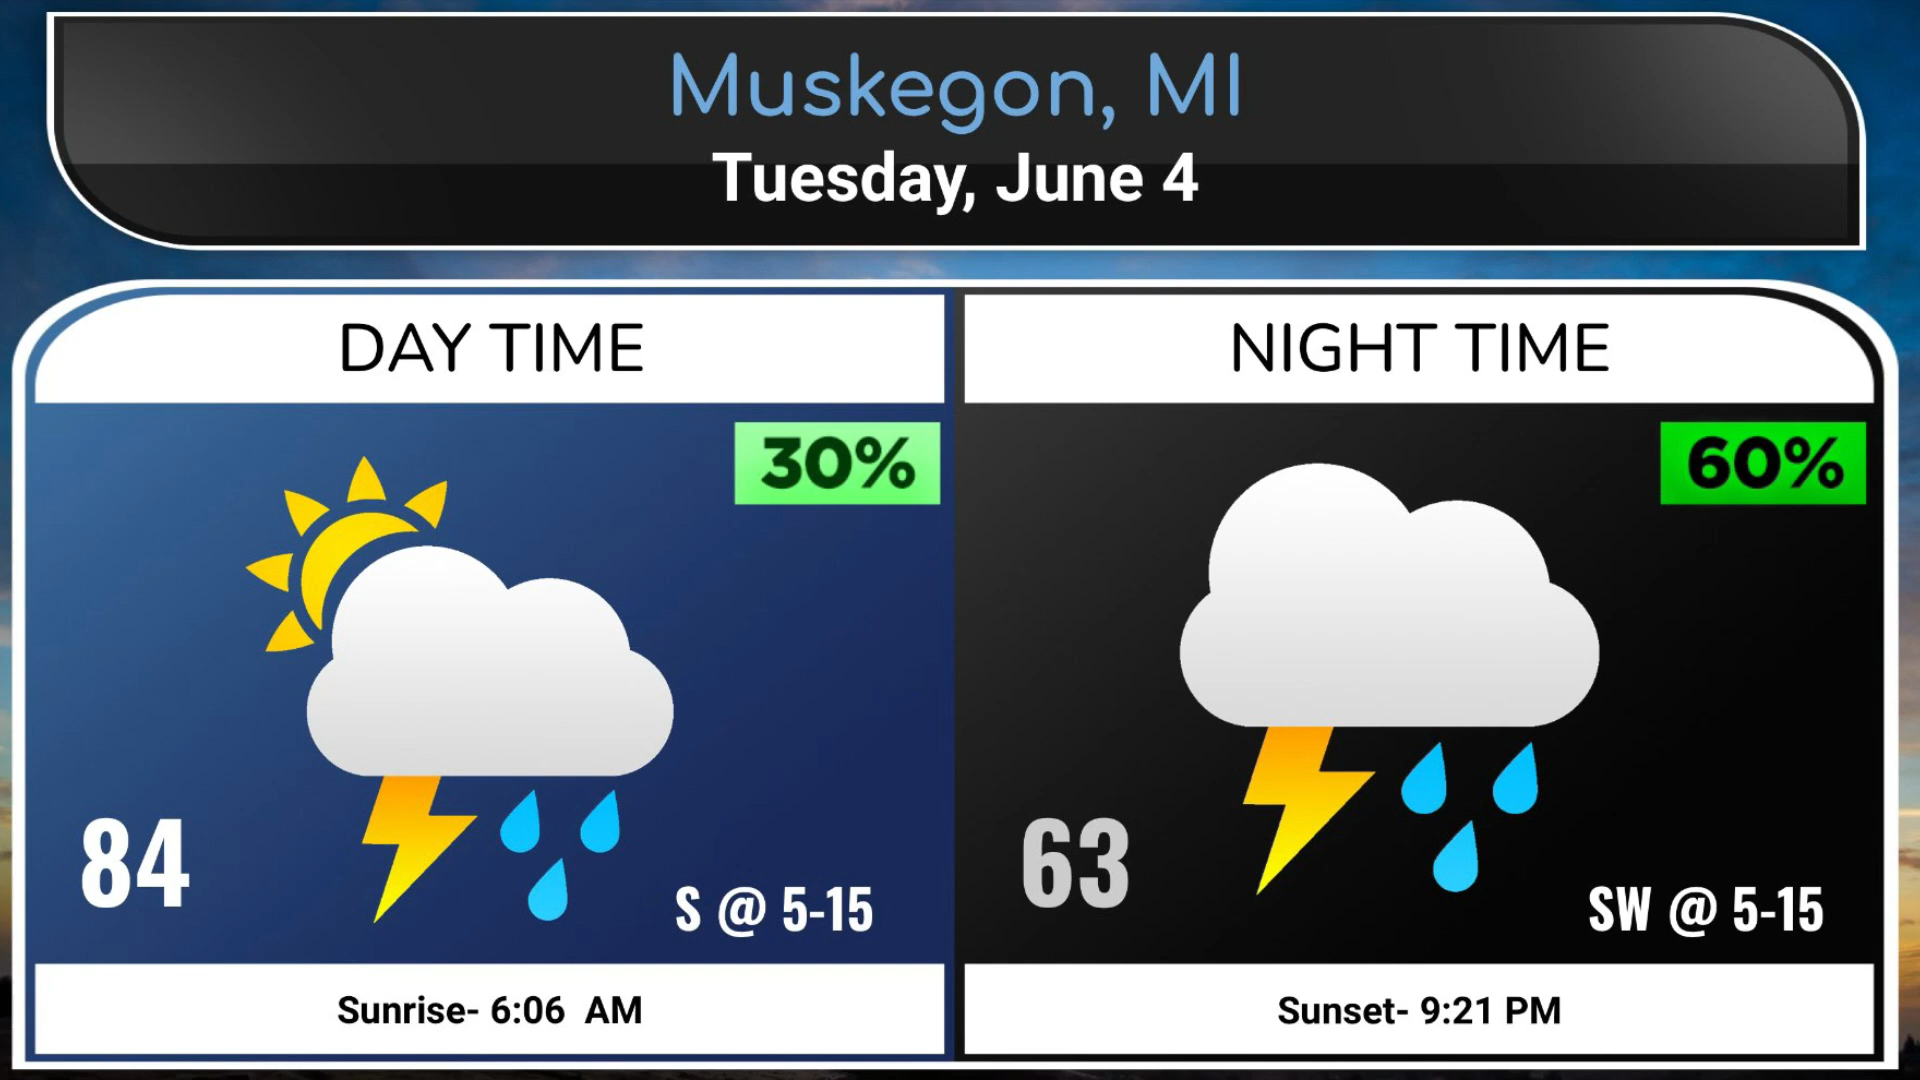 Muskegon, MI
Tuesday, June 4
DAY TIME
30%
84
S @ 5-15
Sunrise- 6:06  AM
NIGHT TIME
60%
63
SW @ 5-15
Sunset- 9:21 PM